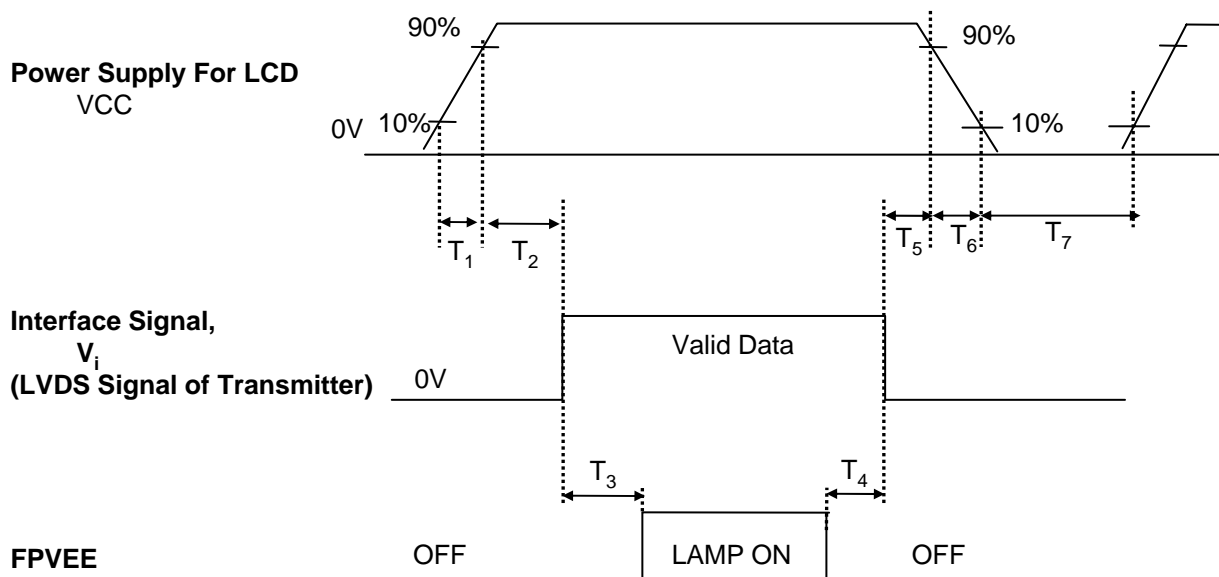 90%
90%
Power Supply For LCD
VCC
0V 10%
10%
T1
T2
T5
T6
T7
Interface Signal,
Vi
(LVDS Signal of Transmitter)
Valid Data
0V
T3
T4
FPVEE
OFF
LAMP ON
OFF